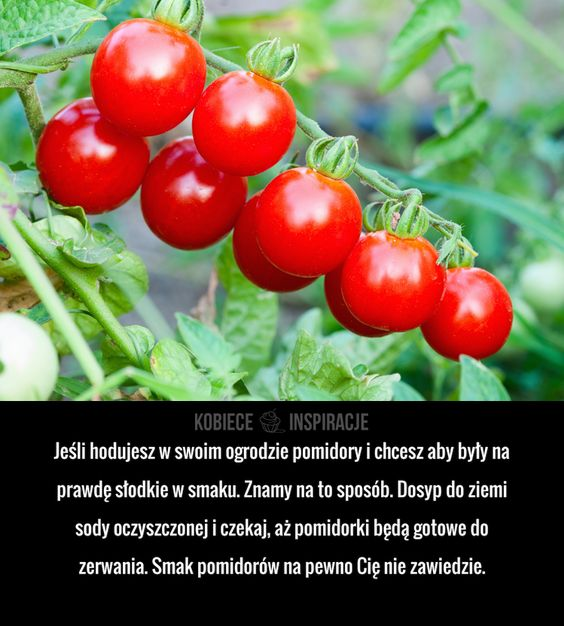 KOBIECE INSPIRACJE
Jeśli hodujesz w swoim ogrodzie pomidory i chcesz aby były na
prawdę słodkie w smaku. Znamy na to sposób. Dosyp do ziemi
sody oczyszczonej i czekaj, aż pomidorki będą gotowe do
zerwania. Smak pomidorów na pewno Cię nie zawiedzie.